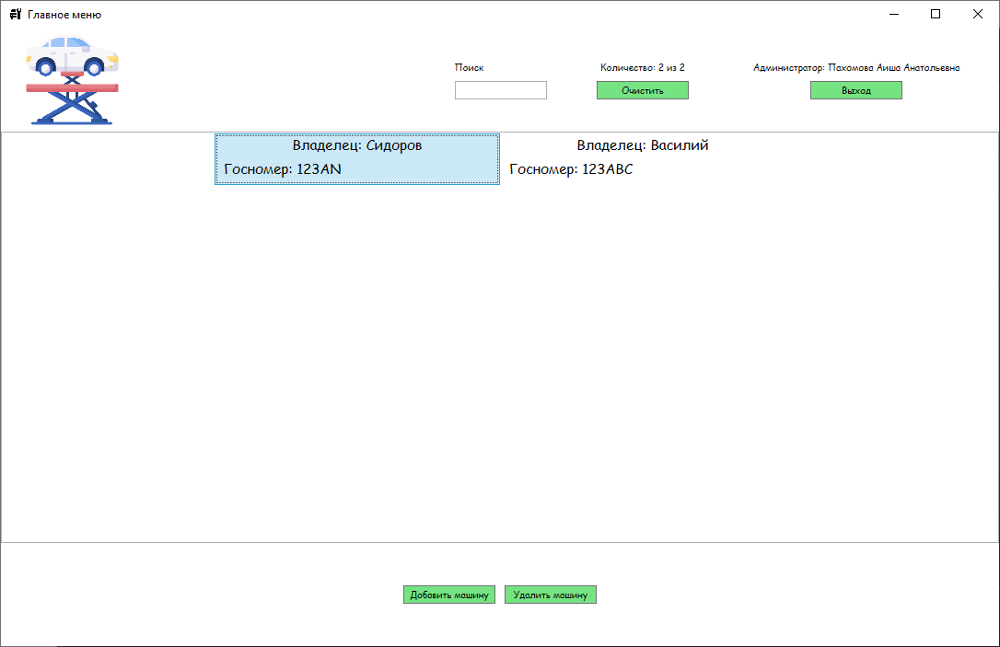 Главное меню
Поиск
Количество: 2 из 2
Администратор: Пахомова Аиша Анатольевна
Очистить
Выход
Владелец: Сидоров
Госномер: 123AN
Владелец: Василий
Госномер: 123ABC
Добавить машину
Удалить машину